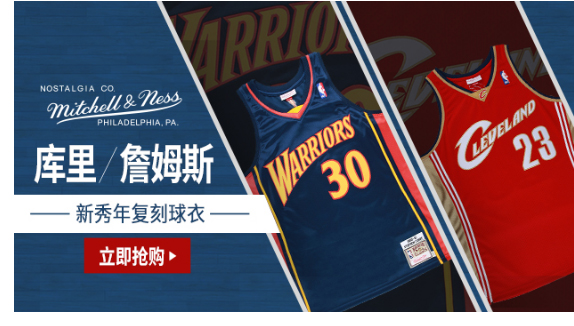 NOSTALGIA CO.
Mitchell & Ness
PHILADELPHIA, PA.
库里/詹姆斯
新秀年复刻球衣
立即抢购
WARRIORS
30
CLEVELAND
23